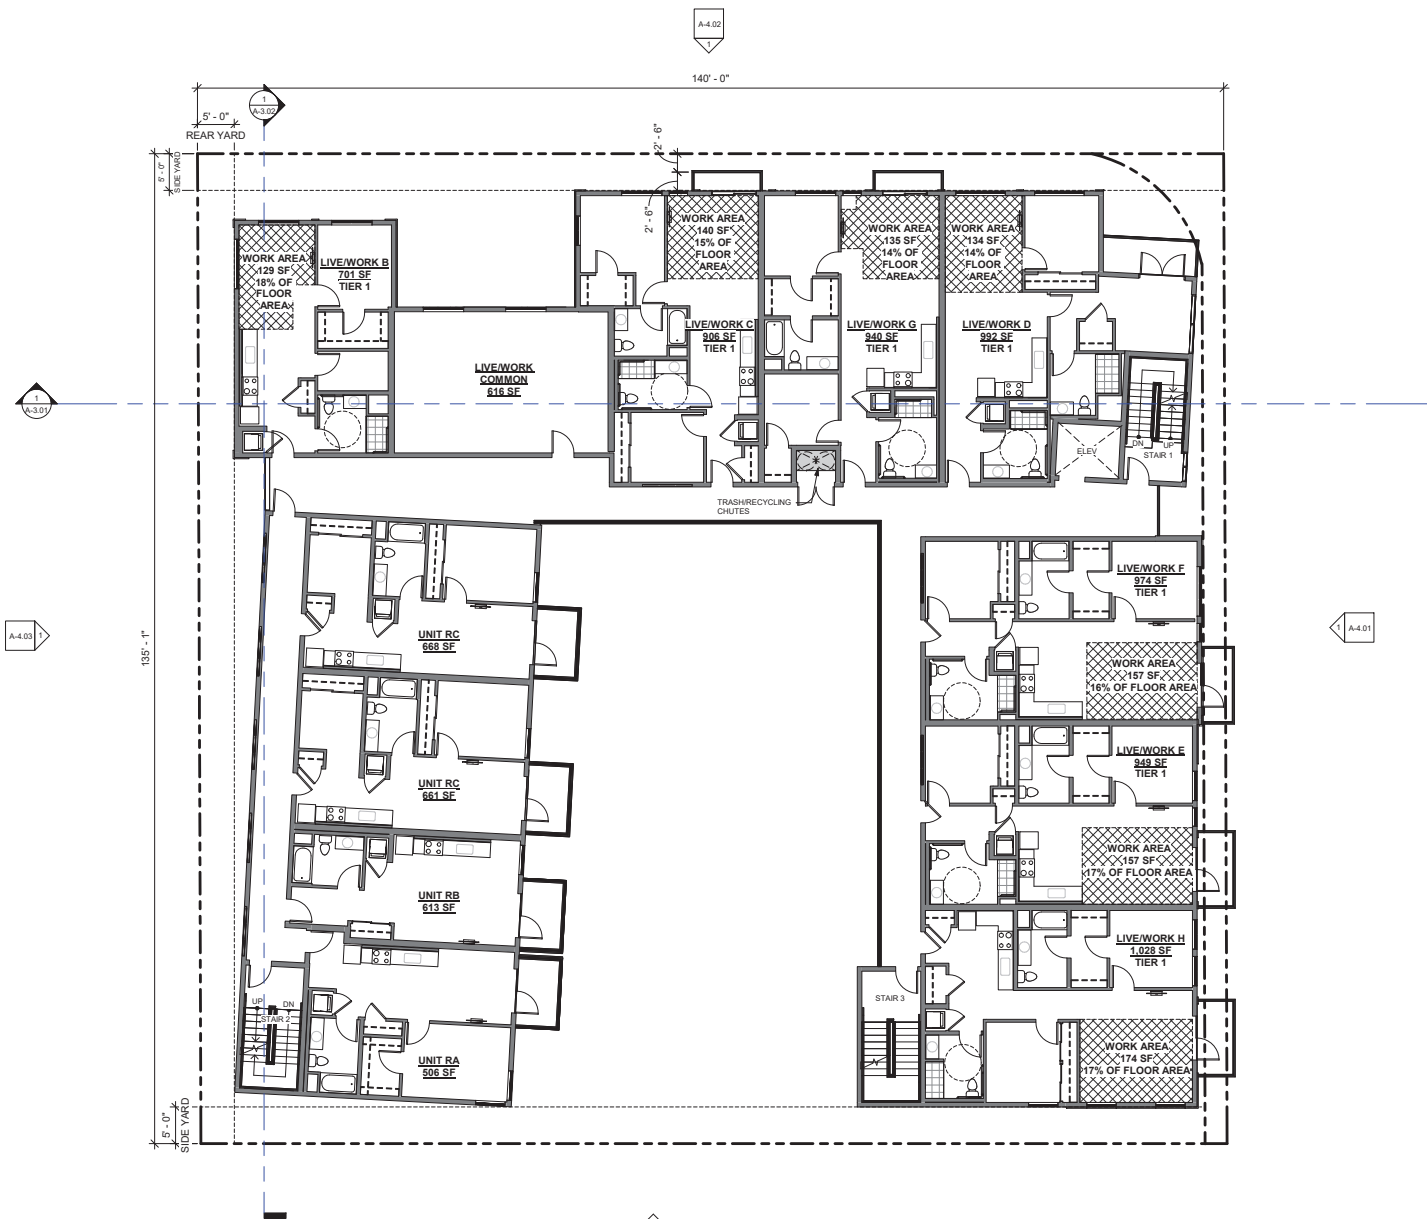 A-4.02
1
140' - 0"
1
A-3.02
5' - 0"
REAR YARD
2' - 6"
5' - 0"
SIDE YARD
2' - 6"
WORK AREA
129 SF
18% OF
FLOOR
AREA
LIVE/WORK B
701 SF
TIER 1
WORK AREA
140 SF
15% OF
FLOOR
AREA
WORK AREA
135 SF
14% OF
FLOOR
AREA
WORK AREA
134 SF
14% OF
FLOOR
AREA
LIVE/WORK C
906 SF
TIER 1
LIVE/WORK G
940 SF
TIER 1
LIVE/WORK D
992 SF
TIER 1
LIVE/WORK
COMMON
616 SF
1
A-3.01
DN
UP
STAIR 1
ELEV
TRASH/RECYCLING
CHUTES
LIVE/WORK F
974 SF
TIER 1
A-4.03
1
135' - 1"
1
A-4.01
UNIT RC
668 SF
WORK AREA
157 SF
16% OF FLOOR AREA
LIVE/WORK E
949 SF
TIER 1
UNIT RC
661 SF
WORK AREA
157 SF
17% OF FLOOR AREA
UNIT RB
613 SF
LIVE/WORK H
1,028 SF
TIER 1
UP
DN
STAIR 2
STAIR 3
UNIT RA
506 SF
WORK AREA
174 SF
17% OF FLOOR AREA
5' - 0"
SIDE YARD